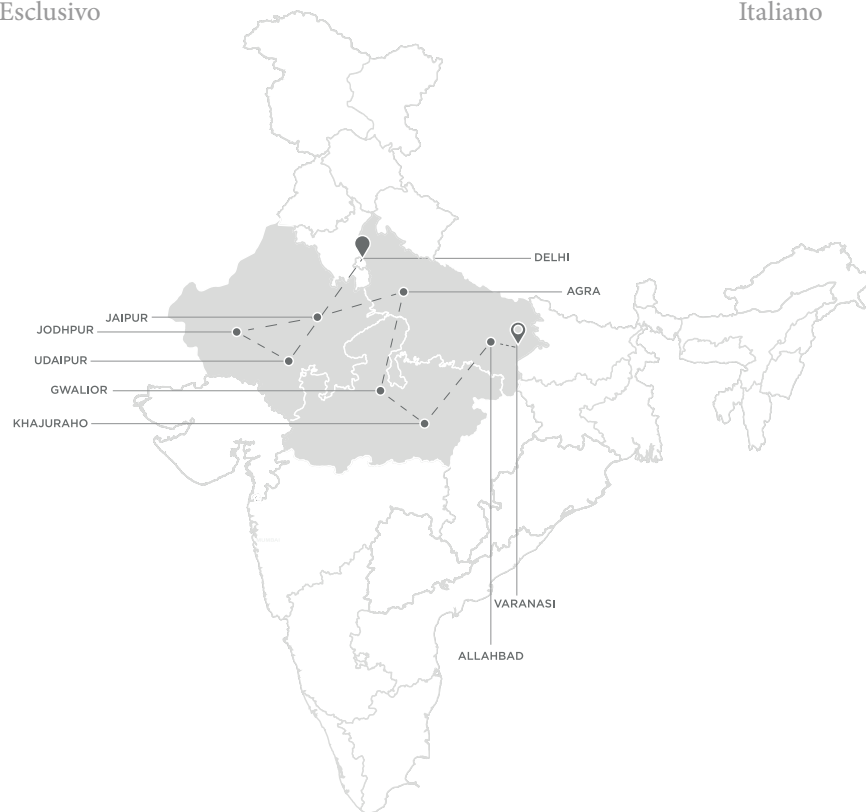 Esclusivo
Italiano
DELHI
AGRA
JAIPUR
JODHPUR
UDAIPUR
GWALIOR
KHAJURAHO
VARANASI
ALLAHBAD